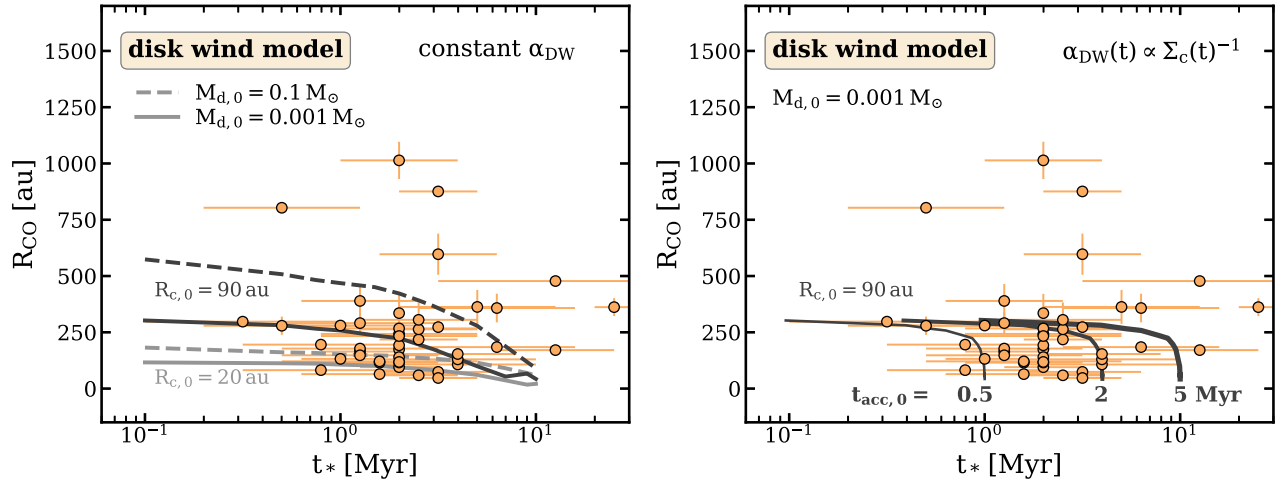 disk wind model
constant α_DW
M_d,0 = 0.1 M_⊙
M_d,0 = 0.001 M_⊙
R_c,0 = 90 au
R_c,0 = 20 au
R_CO [au]
1500
1250
1000
750
500
250
0
10^-1
10^0
10^1
t_* [Myr]
disk wind model
α_DW(t) ∝ Σ_c(t)^-1
M_d,0 = 0.001 M_⊙
R_c,0 = 90 au
t_acc,0 = 0.5 2 5 Myr
R_CO [au]
1500
1250
1000
750
500
250
0
10^-1
10^0
10^1
t_* [Myr]